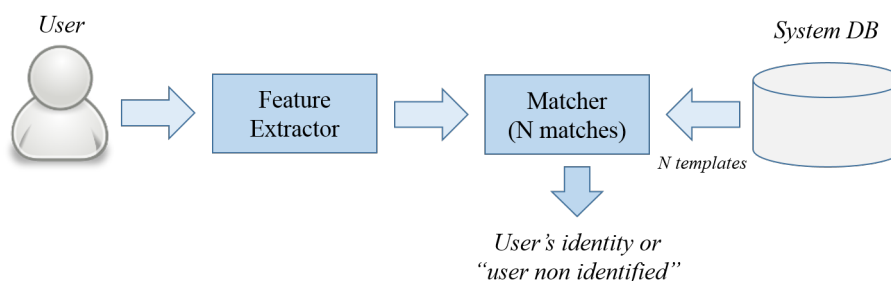 User
System DB
Feature
Extractor
Matcher
(N matches)
N templates
User's identity or
“user non identified”